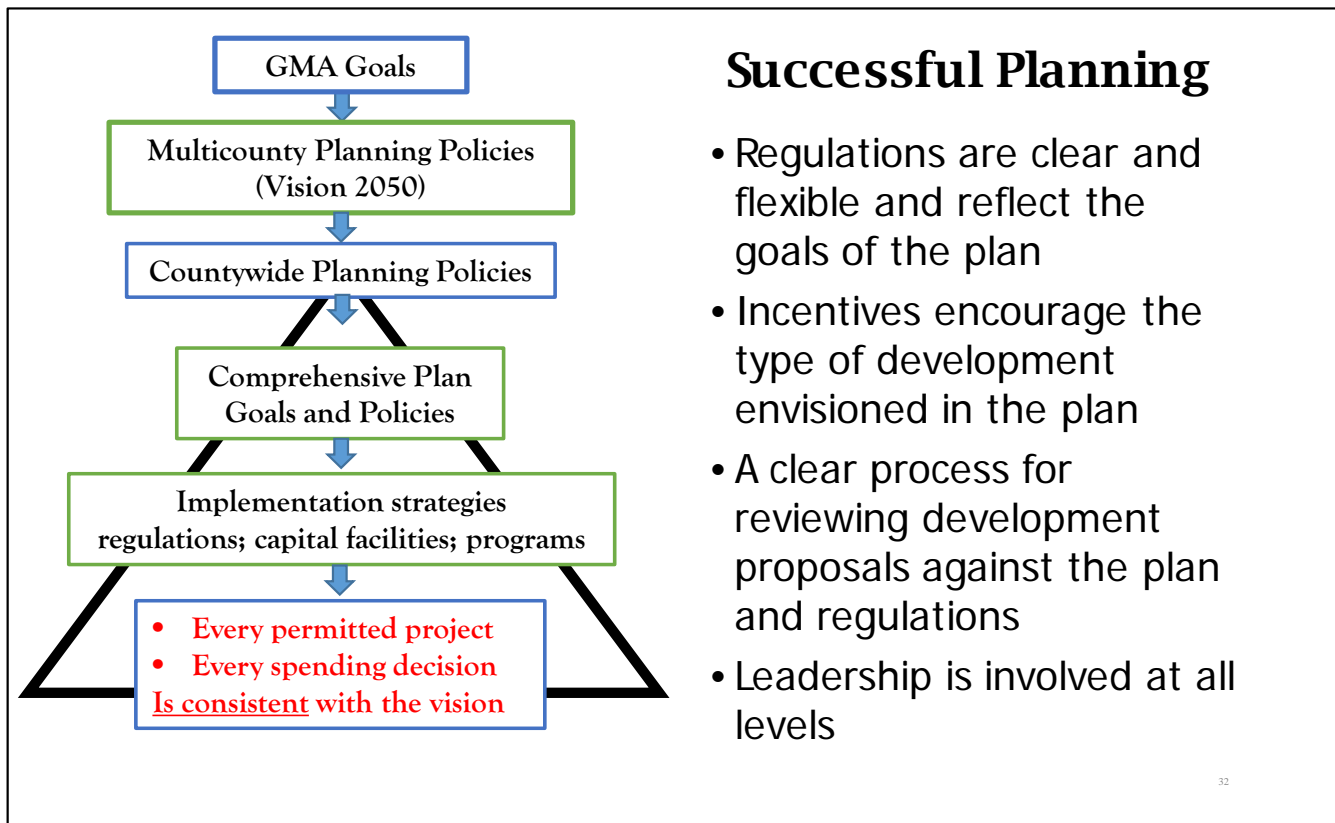 GMA Goals
Multicounty Planning Policies
(Vision 2050)
Countywide Planning Policies
Comprehensive Plan
Goals and Policies
Implementation strategies
regulations; capital facilities; programs
• Every permitted project
• Every spending decision
Is consistent with the vision
Successful Planning
• Regulations are clear and
flexible and reflect the
goals of the plan
• Incentives encourage the
type of development
envisioned in the plan
• A clear process for
reviewing development
proposals against the plan
and regulations
• Leadership is involved at all
levels
32